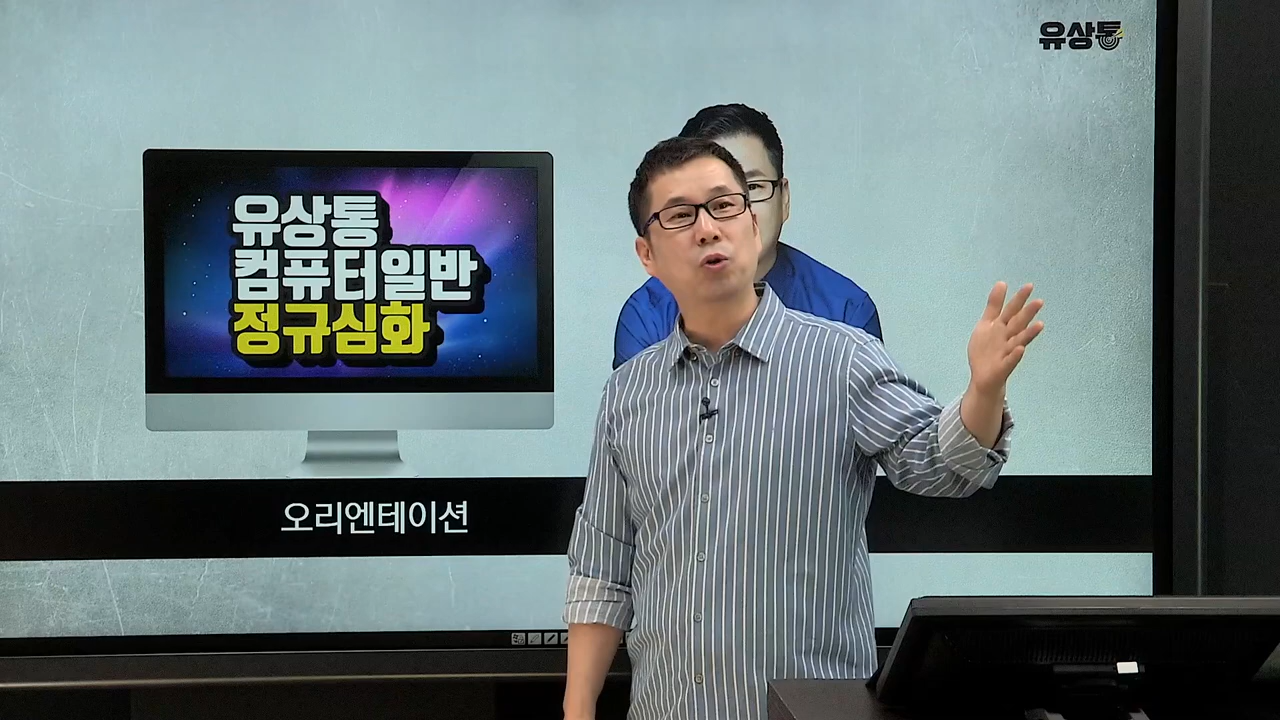 유상통
유상통
컴퓨터일반
정규심화
오리엔테이션